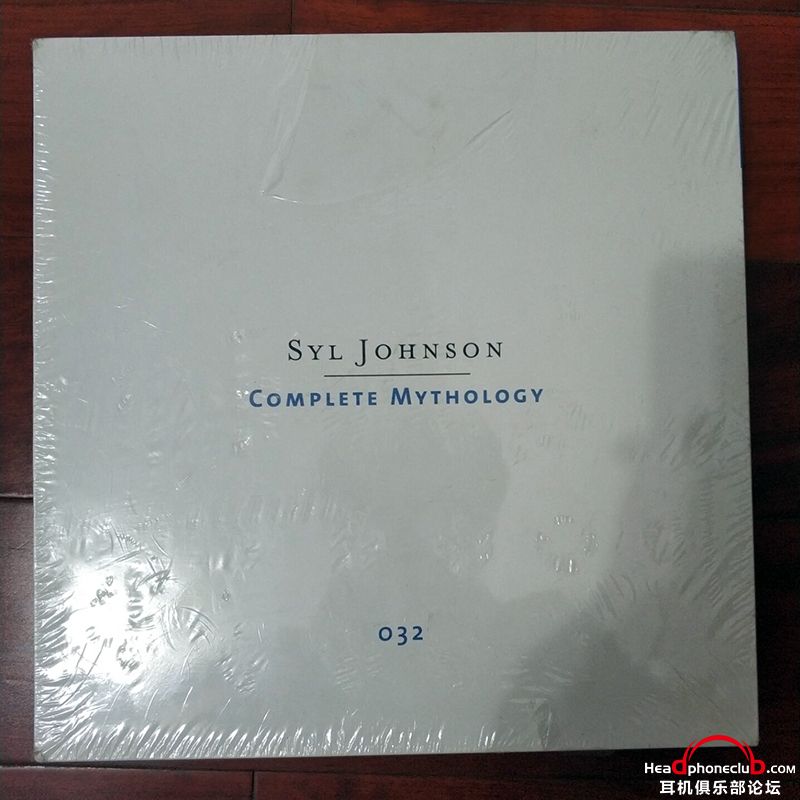 SYL JOHNSON
COMPLETE MYTHOLOGY
032
Headphoneclub.com
耳机俱乐部论坛